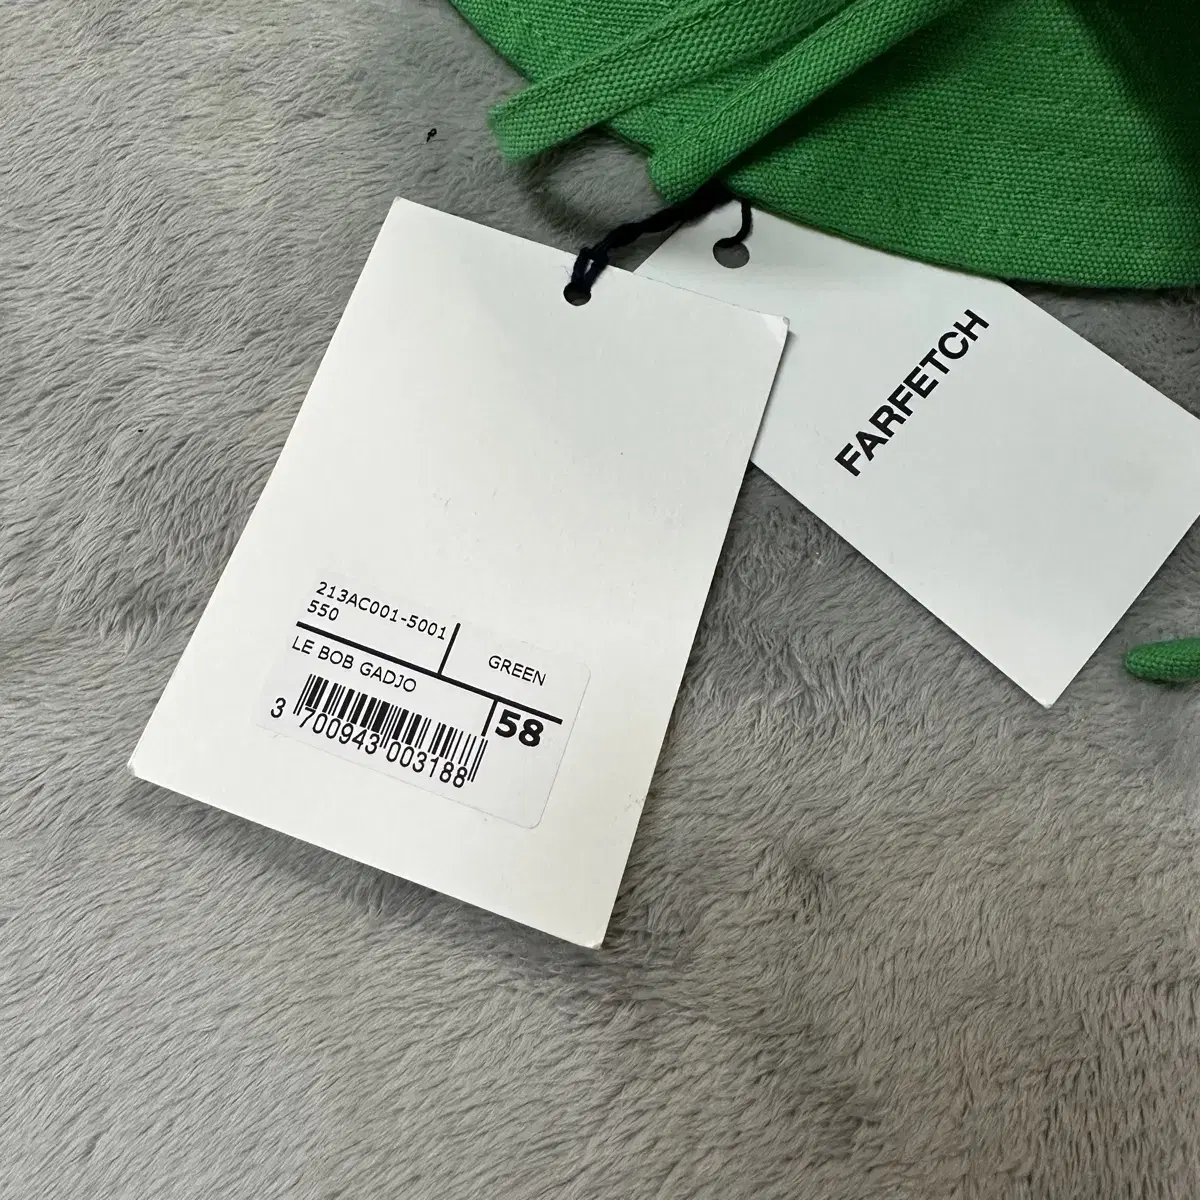 213AC001-5001
550
GREEN
LE BOB GADJO
58
3 700943 003188
FARFETCH